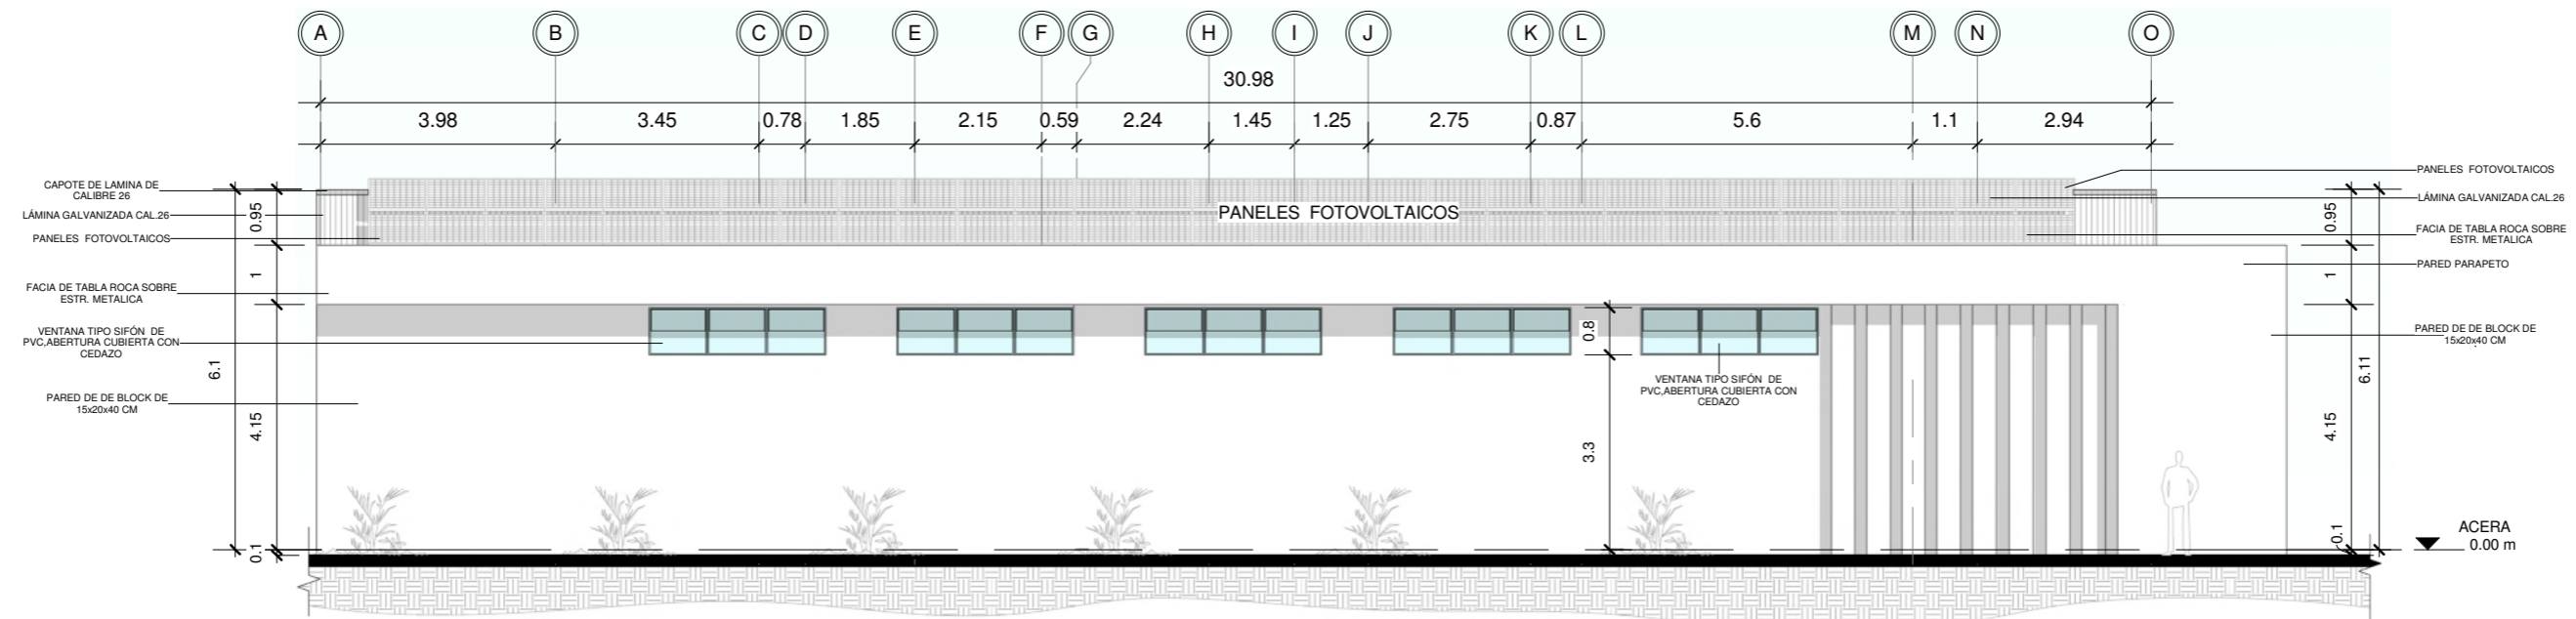 A B C D E F G H I J K L M N O
30.98
3.98 3.45 0.78 1.85 2.15 0.59 2.24 1.45 1.25 2.75 0.87 5.6 1.1 2.94
CAPOTE DE LAMINA DE
CALIBRE 26
LÁMINA GALVANIZADA CAL.26
PANELES FOTOVOLTAICOS
FACIA DE TABLA ROCA SOBRE
ESTR. METALICA
VENTANA TIPO SIFÓN DE
PVC,ABERTURA CUBIERTA CON
CEDAZO
PARED DE DE BLOCK DE
15x20x40 CM
0.95
1
6.1
4.15
0.1
PANELES FOTOVOLTAICOS
0.8
3.3
VENTANA TIPO SIFÓN DE
PVC,ABERTURA CUBIERTA CON
CEDAZO
0.95
1
6.11
4.15
0.1
PANELES FOTOVOLTAICOS
LÁMINA GALVANIZADA CAL.26
FACIA DE TABLA ROCA SOBRE
ESTR. METALICA
PARED PARAPETO
PARED DE DE BLOCK DE
15x20x40 CM
ACERA
0.00 m